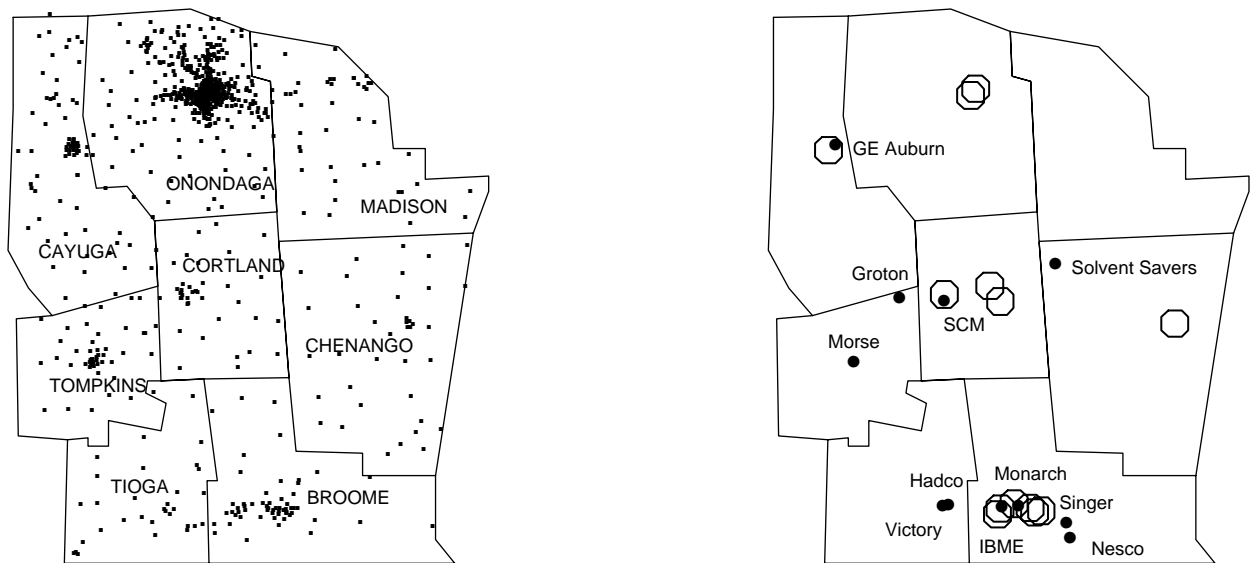 ONONDAGA
MADISON
CAYUGA
CORTLAND
CHENANGO
TOMPKINS
TIOGA
BROOME
GE Auburn
Groton
Solvent Savers
SCM
Morse
Hadco
Monarch
Singer
Victory
IBME
Nesco